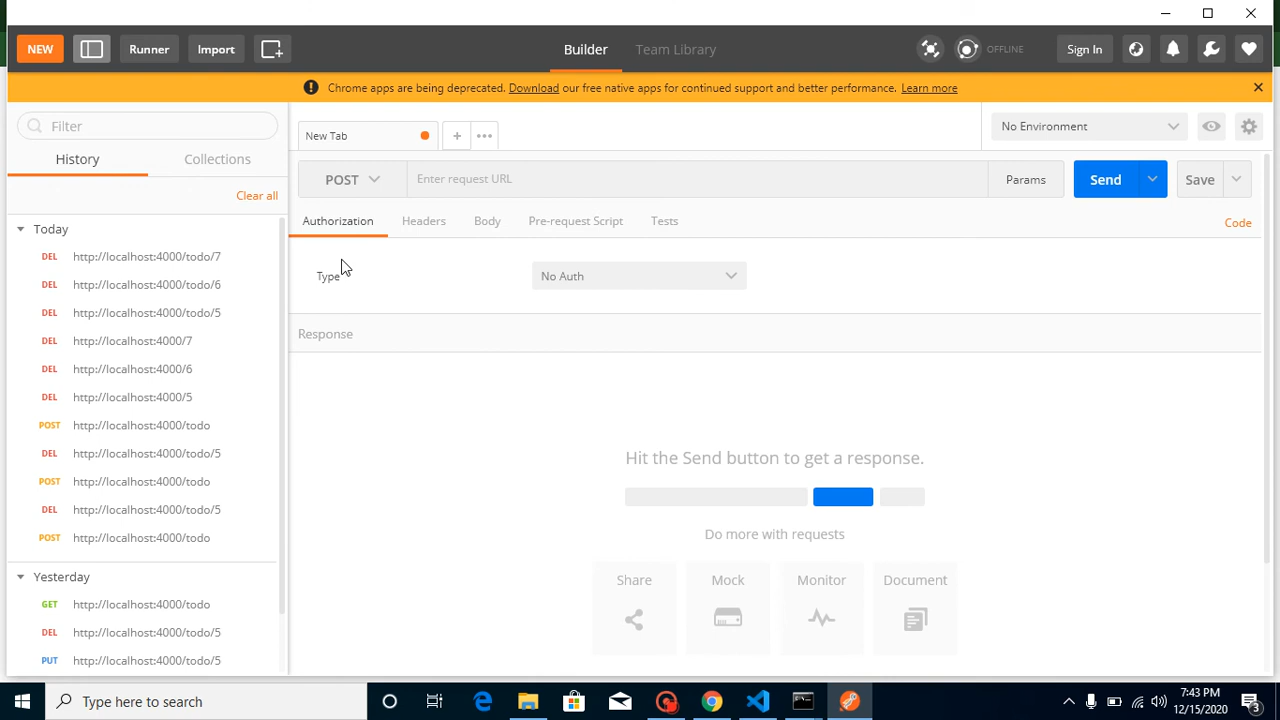 NEW
Runner
Import
Builder
Team Library
OFFLINE
Sign In
Chrome apps are being deprecated. Download our free native apps for continued support and better performance. Learn more
Filter
History
Collections
Clear all
Today
DEL http://localhost:4000/todo/7
DEL http://localhost:4000/todo/6
DEL http://localhost:4000/todo/5
DEL http://localhost:4000/7
DEL http://localhost:4000/6
DEL http://localhost:4000/5
POST http://localhost:4000/todo
DEL http://localhost:4000/todo/5
POST http://localhost:4000/todo
DEL http://localhost:4000/todo/5
POST http://localhost:4000/todo
Yesterday
GET http://localhost:4000/todo
DEL http://localhost:4000/todo/5
PUT http://localhost:4000/todo/5
New Tab
No Environment
POST
Enter request URL
Params
Send
Save
Authorization
Headers
Body
Pre-request Script
Tests
Code
Type
No Auth
Response
Hit the Send button to get a response.
Do more with requests
Share
Mock
Monitor
Document
Type here to search
7:43 PM
12/15/2020
3